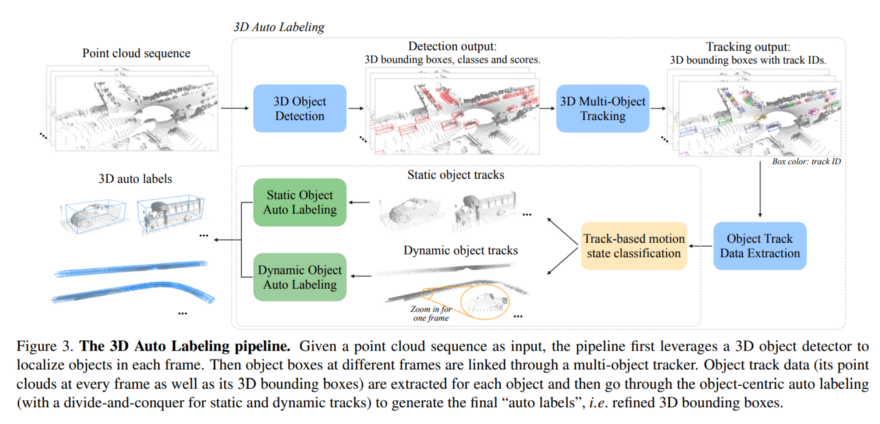 3D Auto Labeling
Point cloud sequence
Detection output:
3D bounding boxes, classes and scores.
Tracking output:
3D bounding boxes with track IDs.
3D Object
Detection
3D Multi-Object
Tracking
Box color: track ID
3D auto labels
Static Object
Auto Labeling
Static object tracks
Dynamic Object
Auto Labeling
Dynamic object tracks
Zoom in for
one frame
Track-based motion
state classification
Object Track
Data Extraction
...
...
...
...
...
...
...
Figure 3. The 3D Auto Labeling pipeline. Given a point cloud sequence as input, the pipeline first leverages a 3D object detector to
localize objects in each frame. Then object boxes at different frames are linked through a multi-object tracker. Object track data (its point
clouds at every frame as well as its 3D bounding boxes) are extracted for each object and then go through the object-centric auto labeling
(with a divide-and-conquer for static and dynamic tracks) to generate the final “auto labels”, i.e. refined 3D bounding boxes.